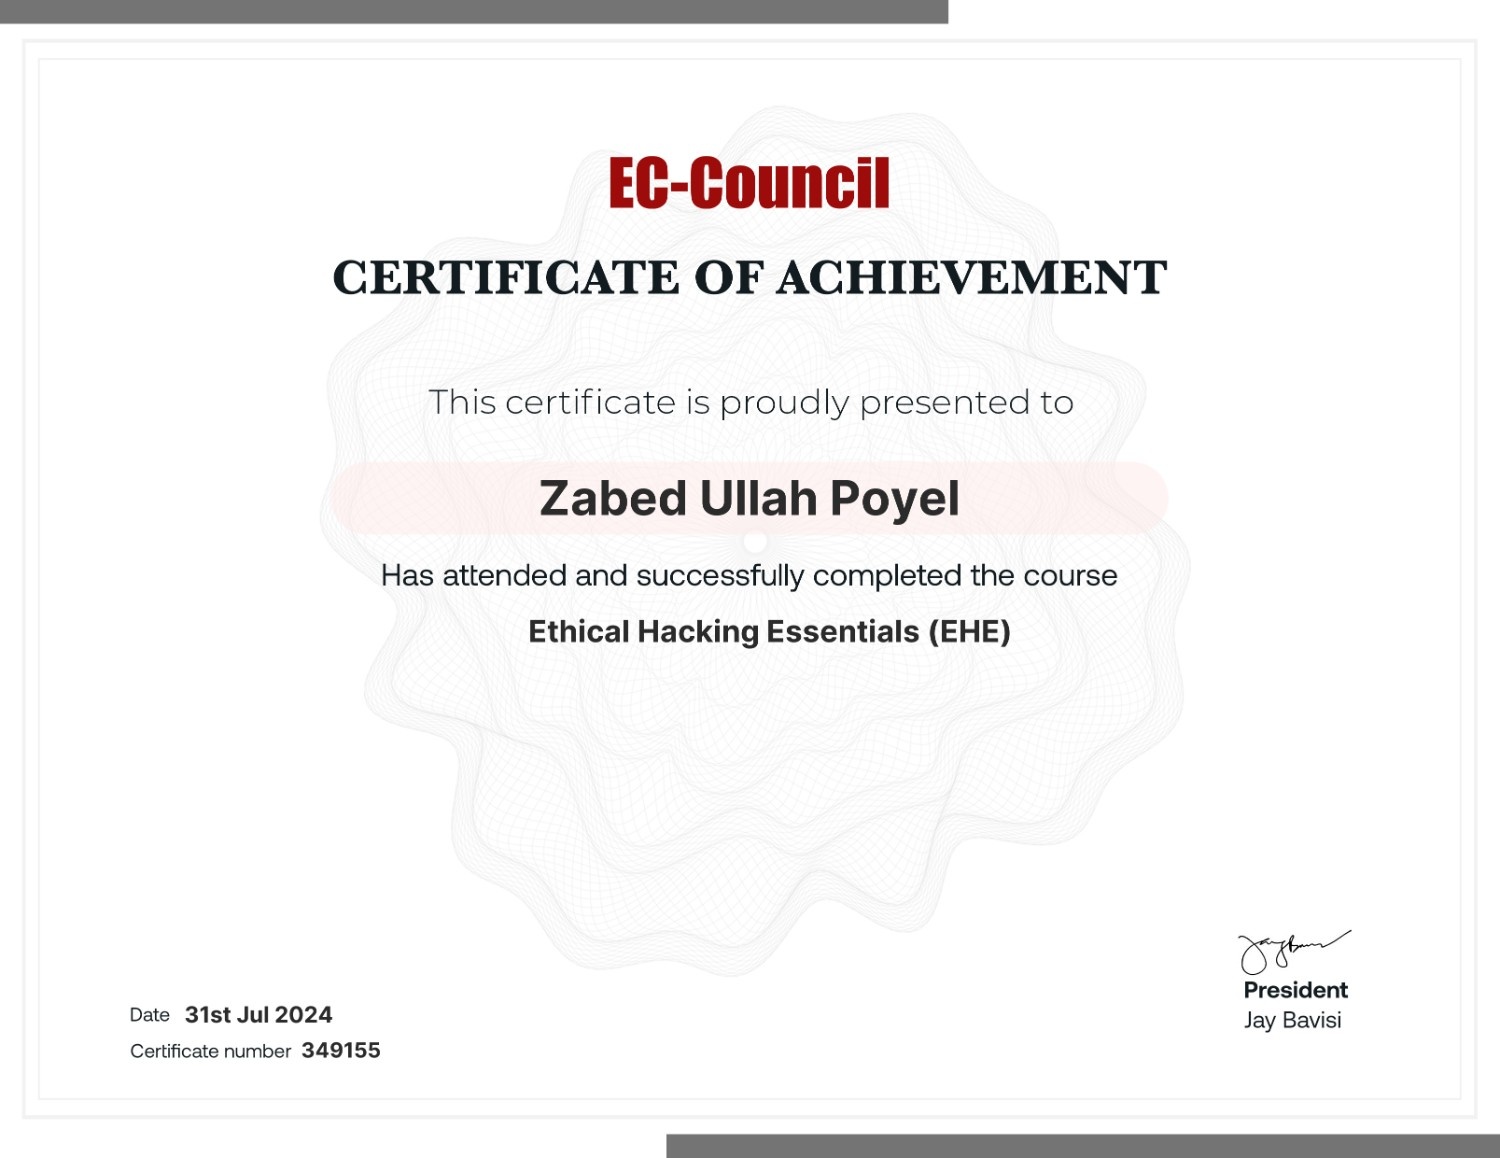 EC-Council
CERTIFICATE OF ACHIEVEMENT
This certificate is proudly presented to
Zabed Ullah Poyel
Has attended and successfully completed the course
Ethical Hacking Essentials (EHE)
Date 31st Jul 2024
Certificate number 349155
President
Jay Bavisi